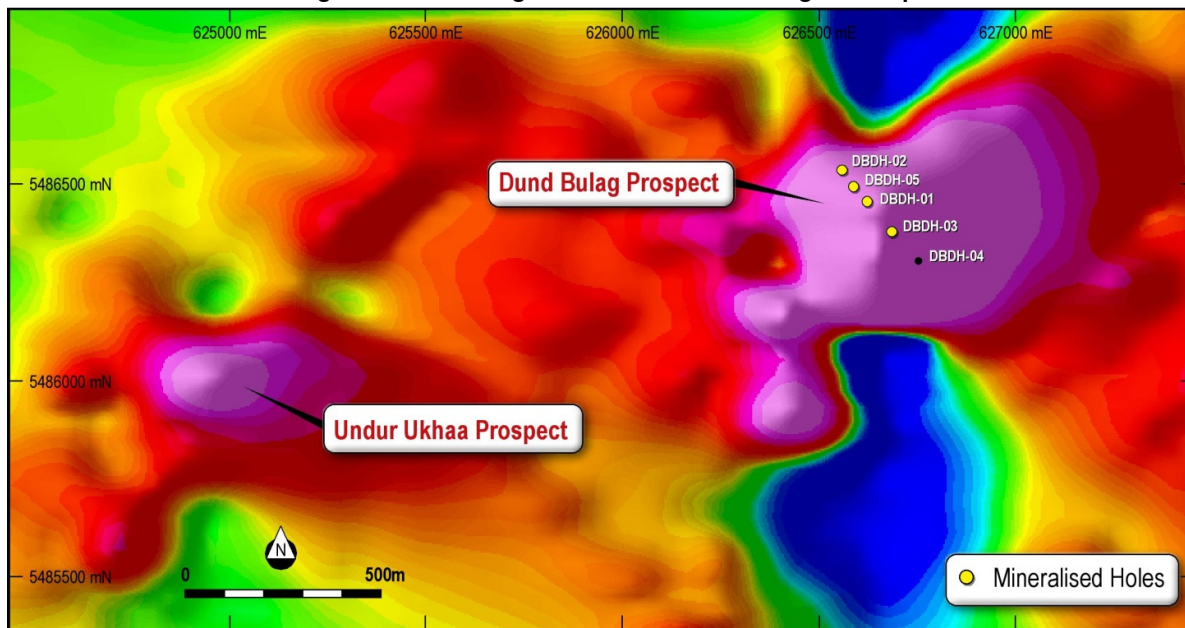 625000 mE
625500 mE
626000 mE
626500 mE
627000 mE
DBDH-02
Dund Bulag Prospect
5486500 mN
DBDH-05
DBDH-01
DBDH-03
DBDH-04
5486000 mN
Undur Ukhaa Prospect
N
0
500m
5485500 mN
Mineralised Holes